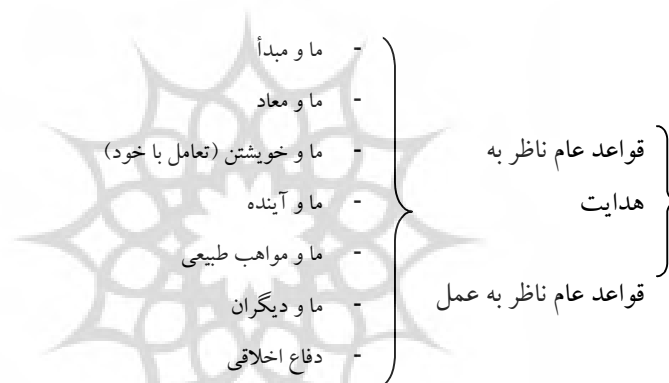 قواعد عام ناظر به
هدایت
قواعد عام ناظر به عمل
- ما و مبدأ
- ما و معاد
- ما و خویشتن (تعامل با خود)
- ما و آینده
- ما و مواهب طبیعی
- ما و دیگران
- دفاع اخلاقی